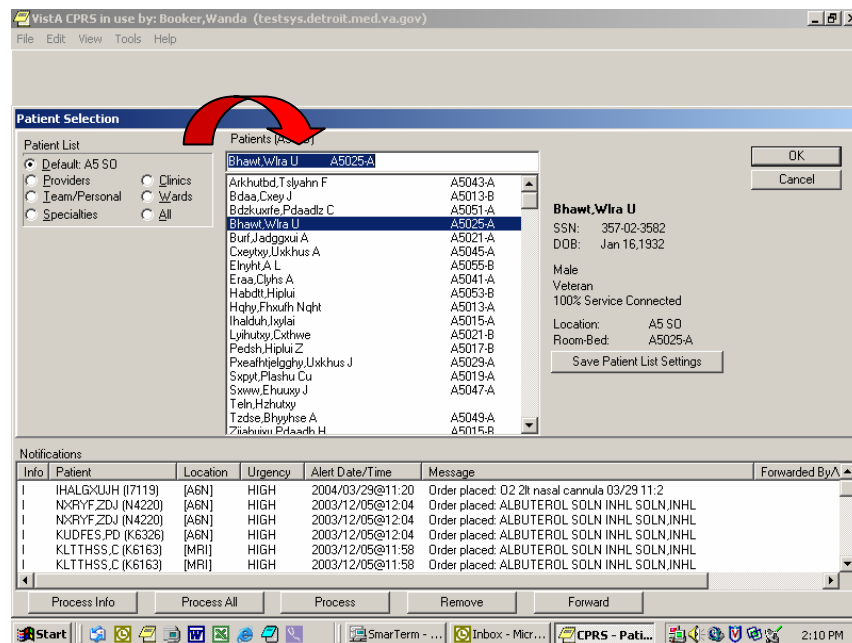 VistA CPRS in use by: Booker,Wanda (testsys.detroit.med.va.gov)
File Edit View Tools Help
Patient Selection
Patient List
Default: A5 SO
Providers Clinics
Team/Personal Wards
Specialties All
Patients
Bhawt,Wlra U A5025-A
Arkhutbd,Tslyahn F A5043-A
Bdaa,Cxey J A5013-B
Bdzkuxrfe,Pdaadlz C A5051-A
Bhawt,Wlra U A5025-A
Burf,Jadggxui A A5021-A
Cxeytxy,Uxkhus A A5045-A
Elnyht,A L A5055-B
Eraa,Clyhs A A5041-A
Habdtt,Hiplui A5053-B
Hqhy,Fhxufh Nqht A5013-A
Ihalduh,Ixylai A5015-A
Lyihutxy,Cxthwe A5021-B
Pedsh,Hiplui Z A5017-B
Pxeafhtjelgghy,Uxkhus J A5029-A
Sxpyt,Plashu Cu A5019-A
Sxww,Ehuuxy J A5047-A
Teln,Hzhutxy
Tzdse,Bhyyhse A A5049-A
A5015-B
OK
Cancel
Bhawt,Wlra U
SSN: 357-02-3582
DOB: Jan 16,1932
Male
Veteran
100% Service Connected
Location: A5 SO
Room-Bed: A5025-A
Save Patient List Settings
Notifications
Info Patient Location Urgency Alert Date/Time Message Forwarded By/
I IHALGXUJH (I7119) [A6N] HIGH 2004/03/29@11:20 Order placed: O2 2lt nasal cannula 03/29 11:2
I NXRYF,ZDJ (N4220) [A6N] HIGH 2003/12/05@12:04 Order placed: ALBUTEROL SOLN INHL SOLN,INHL
I NXRYF,ZDJ (N4220) [A6N] HIGH 2003/12/05@12:04 Order placed: ALBUTEROL SOLN INHL SOLN,INHL
I KUDFES,PD (K6326) [A6N] HIGH 2003/12/05@12:04 Order placed: ALBUTEROL SOLN INHL SOLN,INHL
I KLTTHSS,C (K6163) [MRI] HIGH 2003/12/05@11:58 Order placed: ALBUTEROL SOLN INHL SOLN,INHL
I KLTTHSS,C (K6163) [MRI] HIGH 2003/12/05@11:58 Order placed: ALBUTEROL SOLN INHL SOLN,INHL
Process Info Process All Process Remove Forward
Start SmarTerm - ... Inbox - Micr... CPRS - Pati... 2:10 PM